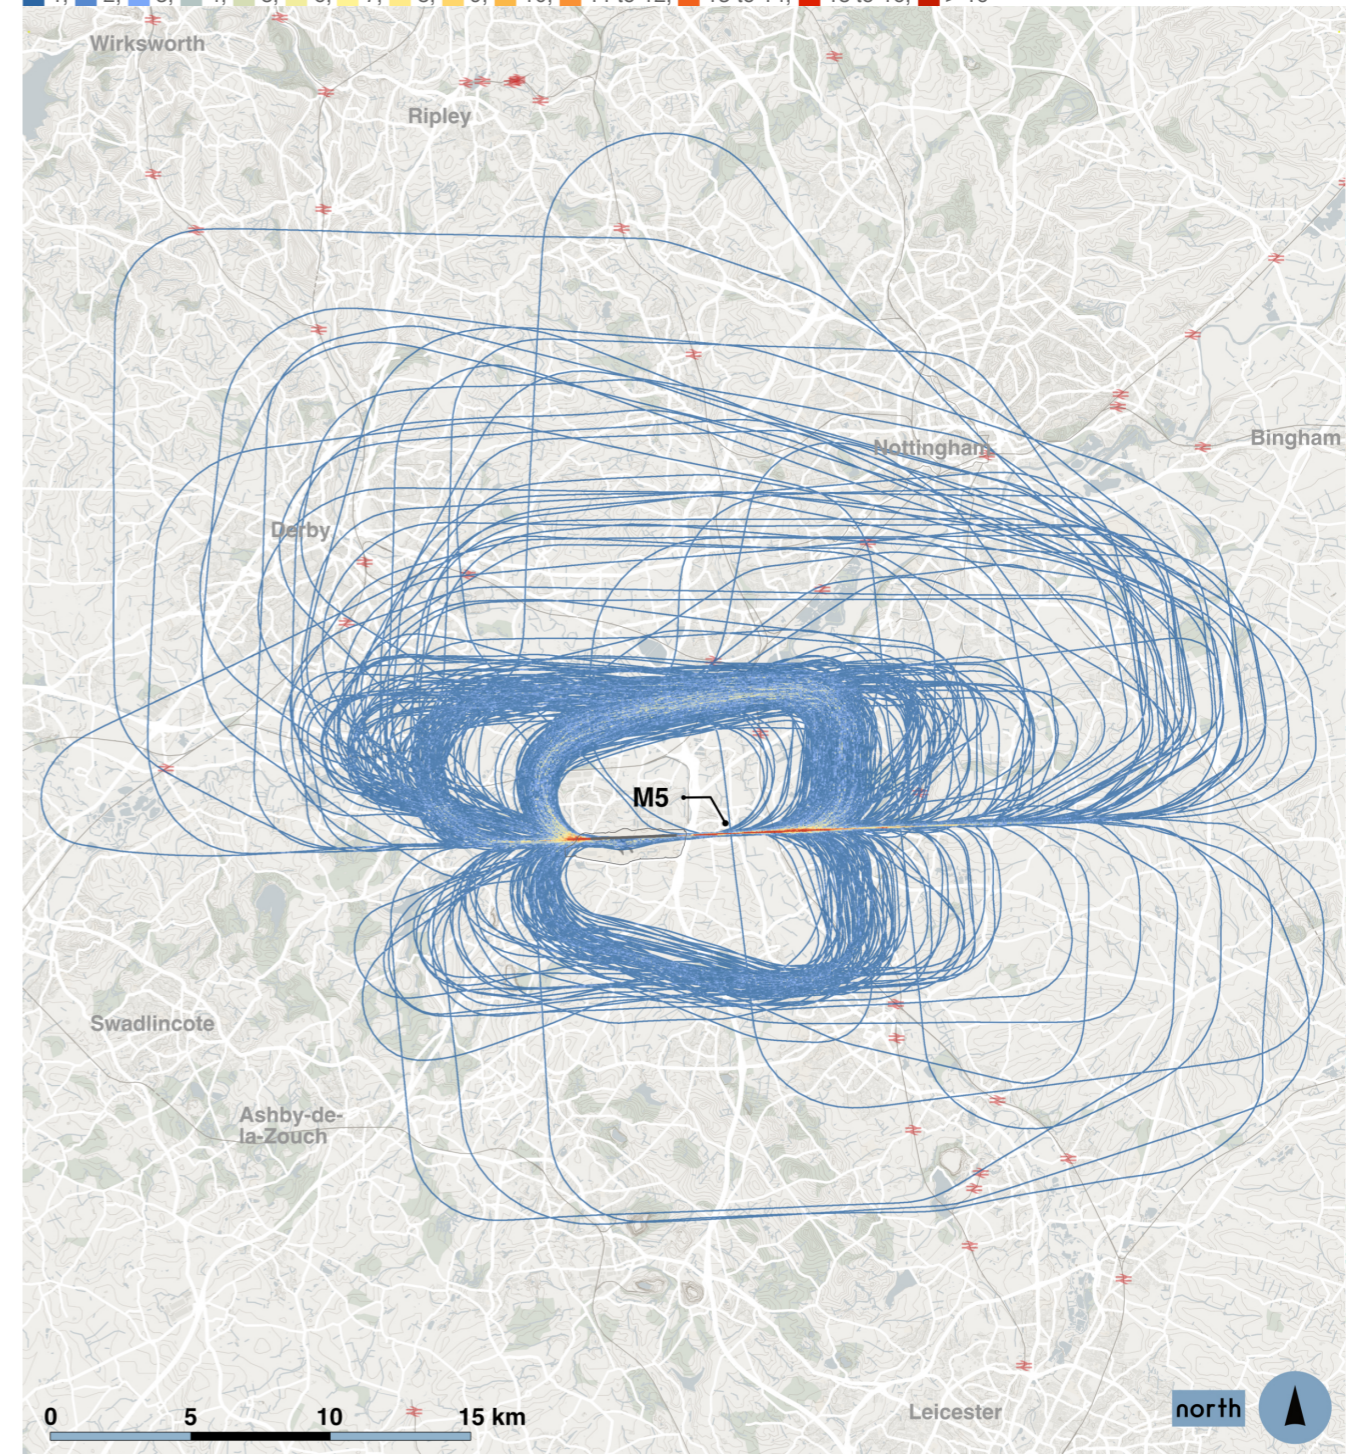 Wirksworth
Ripley
Nottingham
Bingham
Derby
M5
Swadlincote
Ashby-de-
la-Zouch
Leicester
north
0 5 10 15 km